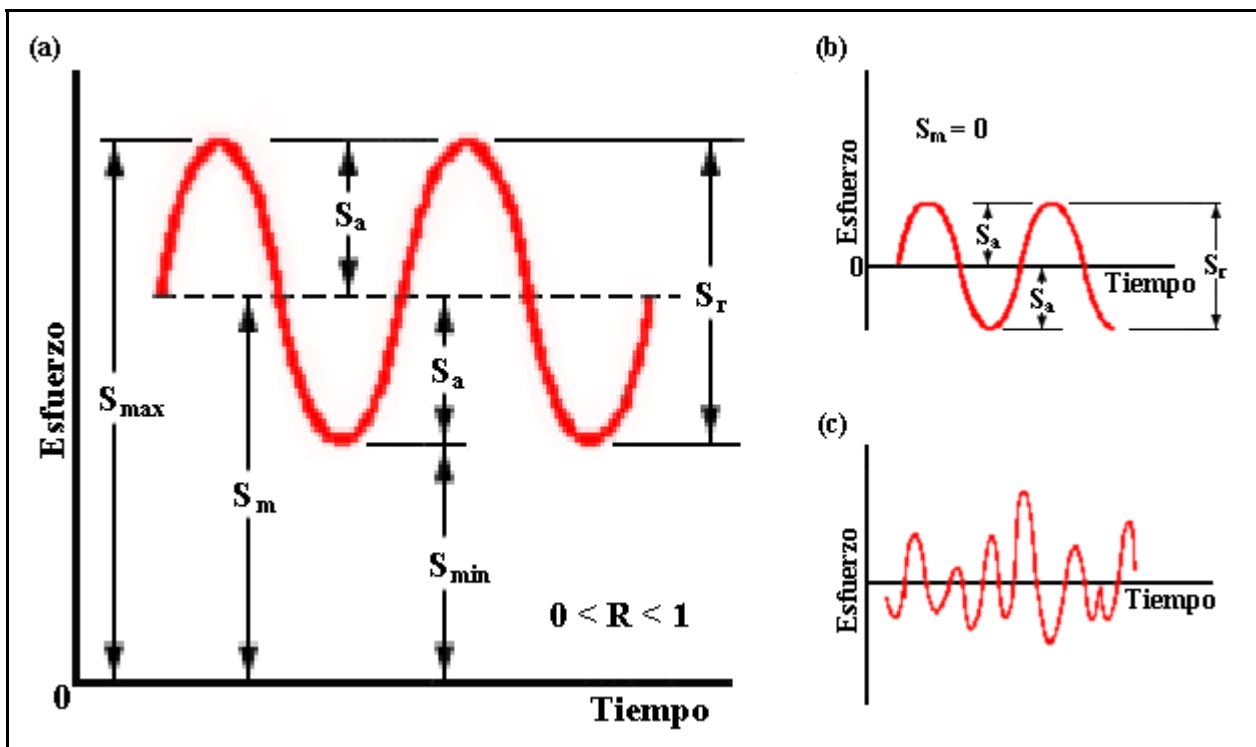 (a)
Esfuerzo
S_max
S_m
S_a
S_a
S_min
S_r
0 < R < 1
0
Tiempo
(b)
Esfuerzo
S_m = 0
S_a
S_a
S_r
0
Tiempo
(c)
Esfuerzo
Tiempo